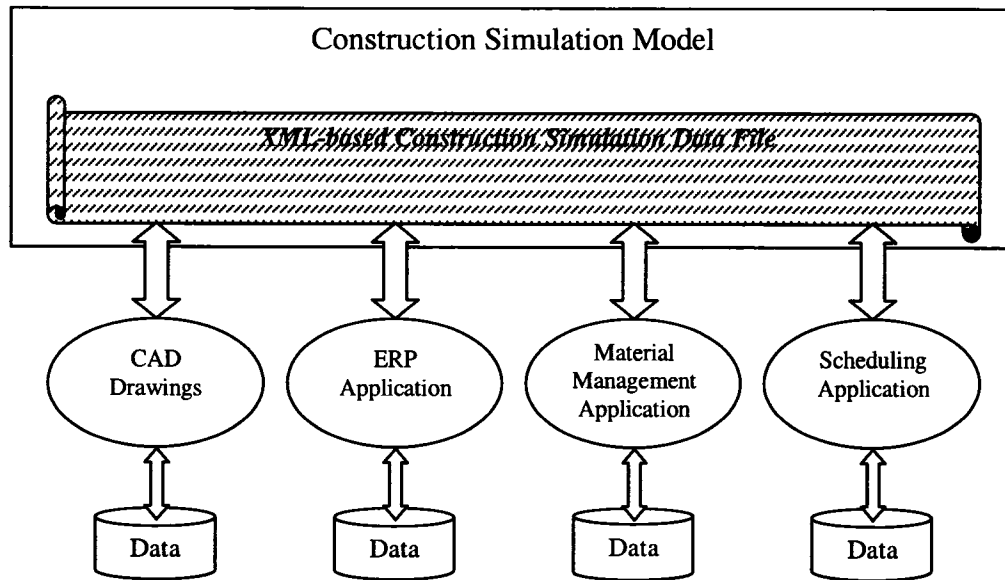 Construction Simulation Model
XML-based Construction Simulation Data File
CAD
Drawings
ERP
Application
Material
Management
Application
Scheduling
Application
Data
Data
Data
Data